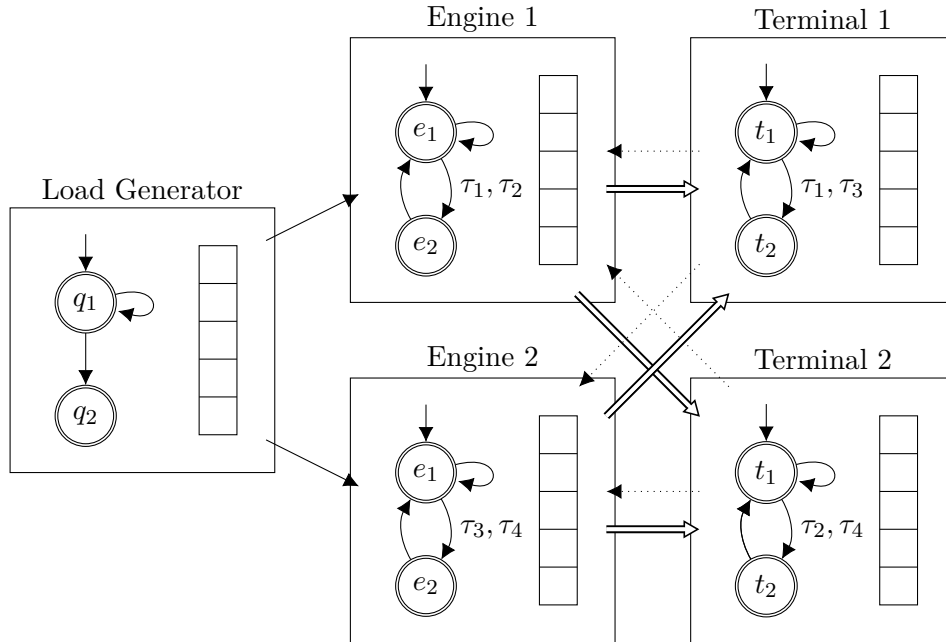 Engine 1
Terminal 1
e₁
τ₁, τ₂
e₂
t₁
τ₁, τ₃
t₂
Load Generator
q₁
q₂
Engine 2
Terminal 2
e₁
τ₃, τ₄
e₂
t₁
τ₂, τ₄
t₂